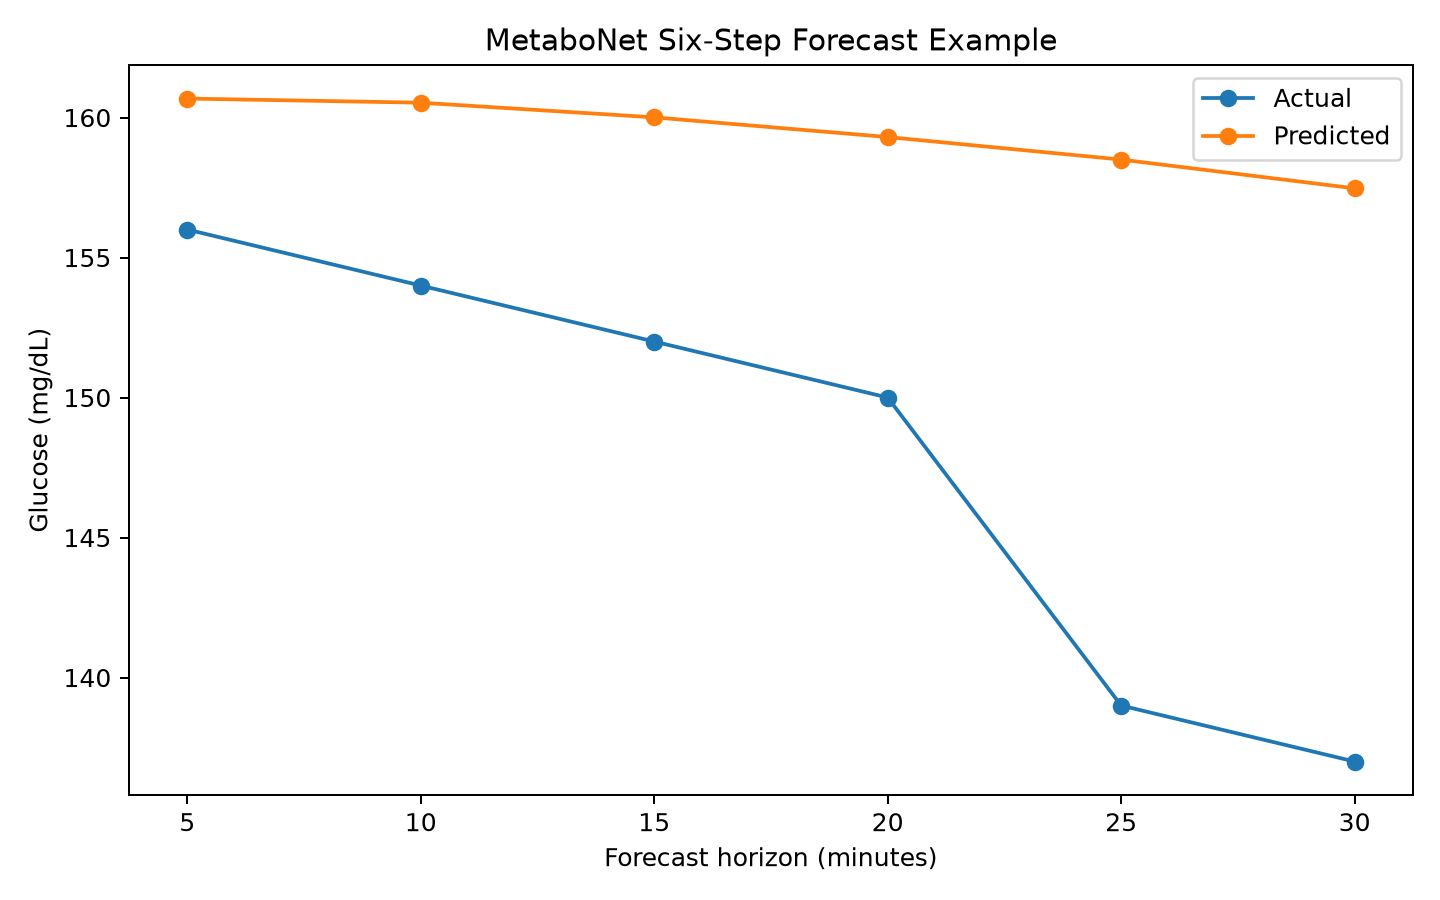 MetaboNet Six-Step Forecast Example
Actual
Predicted
Glucose (mg/dL)
160
155
150
145
140
5 10 15 20 25 30
Forecast horizon (minutes)